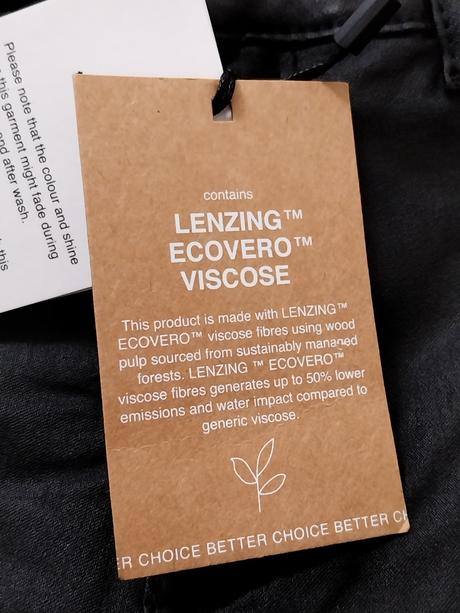 Please note that the colour and shine
this garment might fade during
and after wash.
this
contains
LENZING™
ECOVERO™
VISCOSE
This product is made with LENZING™
ECOVERO™ viscose fibres using wood
pulp sourced from sustainably managed
forests. LENZING ™ ECOVERO™
viscose fibres generates up to 50% lower
emissions and water impact compared to
generic viscose.
CHOICE BETTER CHOICE BETTER